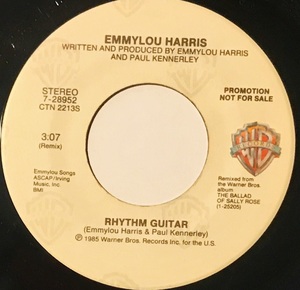 EMMYLOU HARRIS
WRITTEN AND PRODUCED BY EMMYLOU HARRIS
AND PAUL KENNERLEY
STEREO
7-28952
CTN 2213S
PROMOTION
NOT FOR SALE
3:07
(Remix)
Emmylou Songs
ASCAP/Irving
Music, Inc
BMI
Remixed from
the Warner Bros.
album
THE BALLAD
OF SALLY ROSE
(1-25205)
RHYTHM GUITAR
(Emmylou Harris & Paul Kennerley)
℗ 1985 Warner Bros. Records Inc. for the U.S.